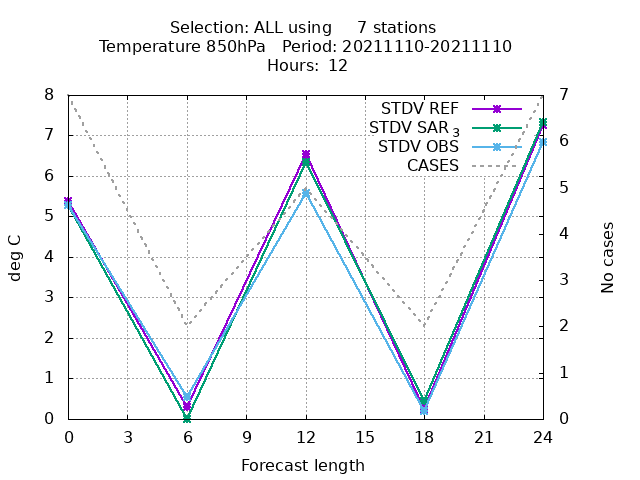 Selection: ALL using     7 stations
Temperature 850hPa   Period: 20211110-20211110
Hours:  12
STDV REF
STDV SAR 3
STDV OBS
CASES
8
7
6
5
4
3
2
1
0
deg C
7
6
5
4
3
2
1
0
No cases
0 3 6 9 12 15 18 21 24
Forecast length